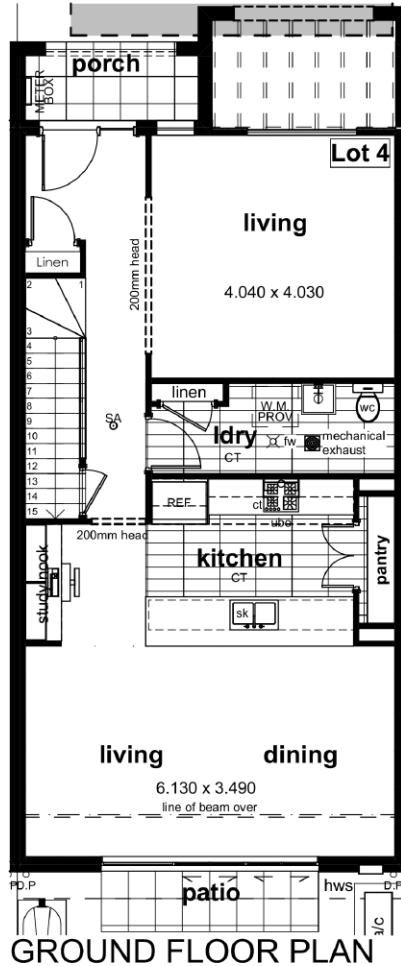 porch
METER
BOX
Lot 4
living
4.040 x 4.030
200mm head
Linen
2
1
3
4
5
6
7
8
9
10
11
12
13
14
15
SA
linen
W.M.
PROV
wc
ldry
CT
fw
mechanical
exhaust
REF
ct
ubo
200mm head
kitchen
CT
pantry
study nook
sk
living
dining
6.130 x 3.490
line of beam over
D.P
patio
hws
D.P
a/c
GROUND FLOOR PLAN